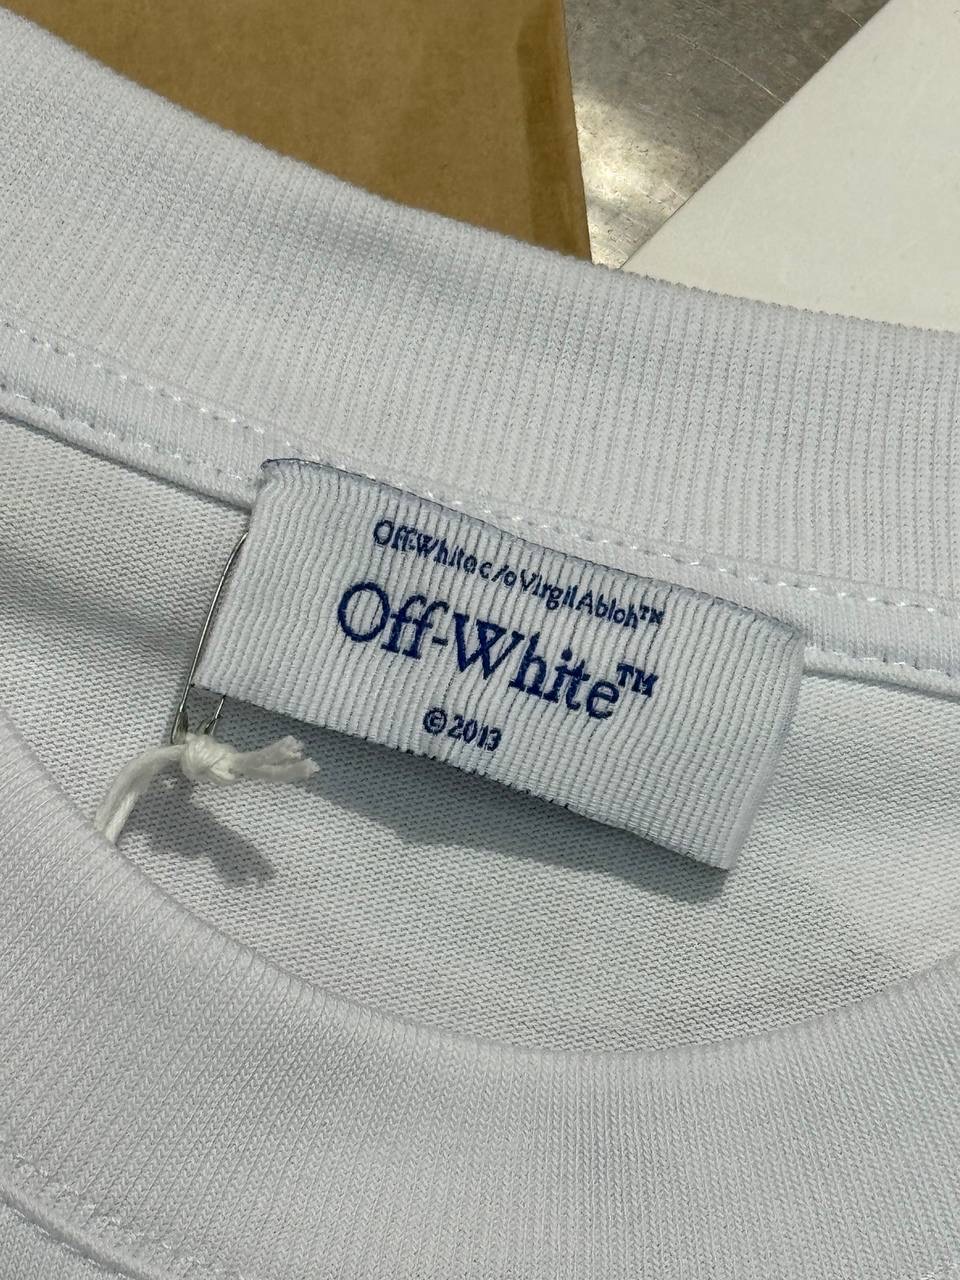 Off-White c/o Virgil Abloh™
Off-White™
© 2013